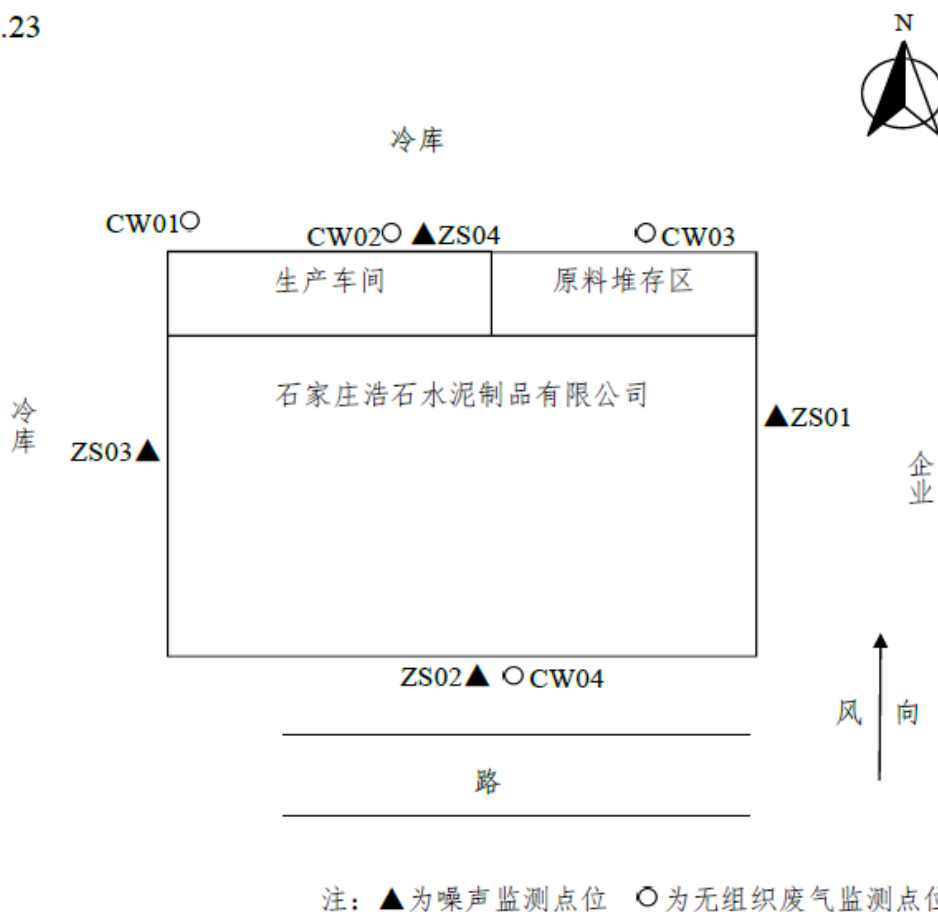 .23
N
冷库
CW01
CW02 ZS04 CW03
生产车间 原料堆存区
石家庄浩石水泥制品有限公司
冷库
ZS03
ZS01
企业
ZS02 CW04
风向
路
注：▲为噪声监测点位 O为无组织废气监测点位